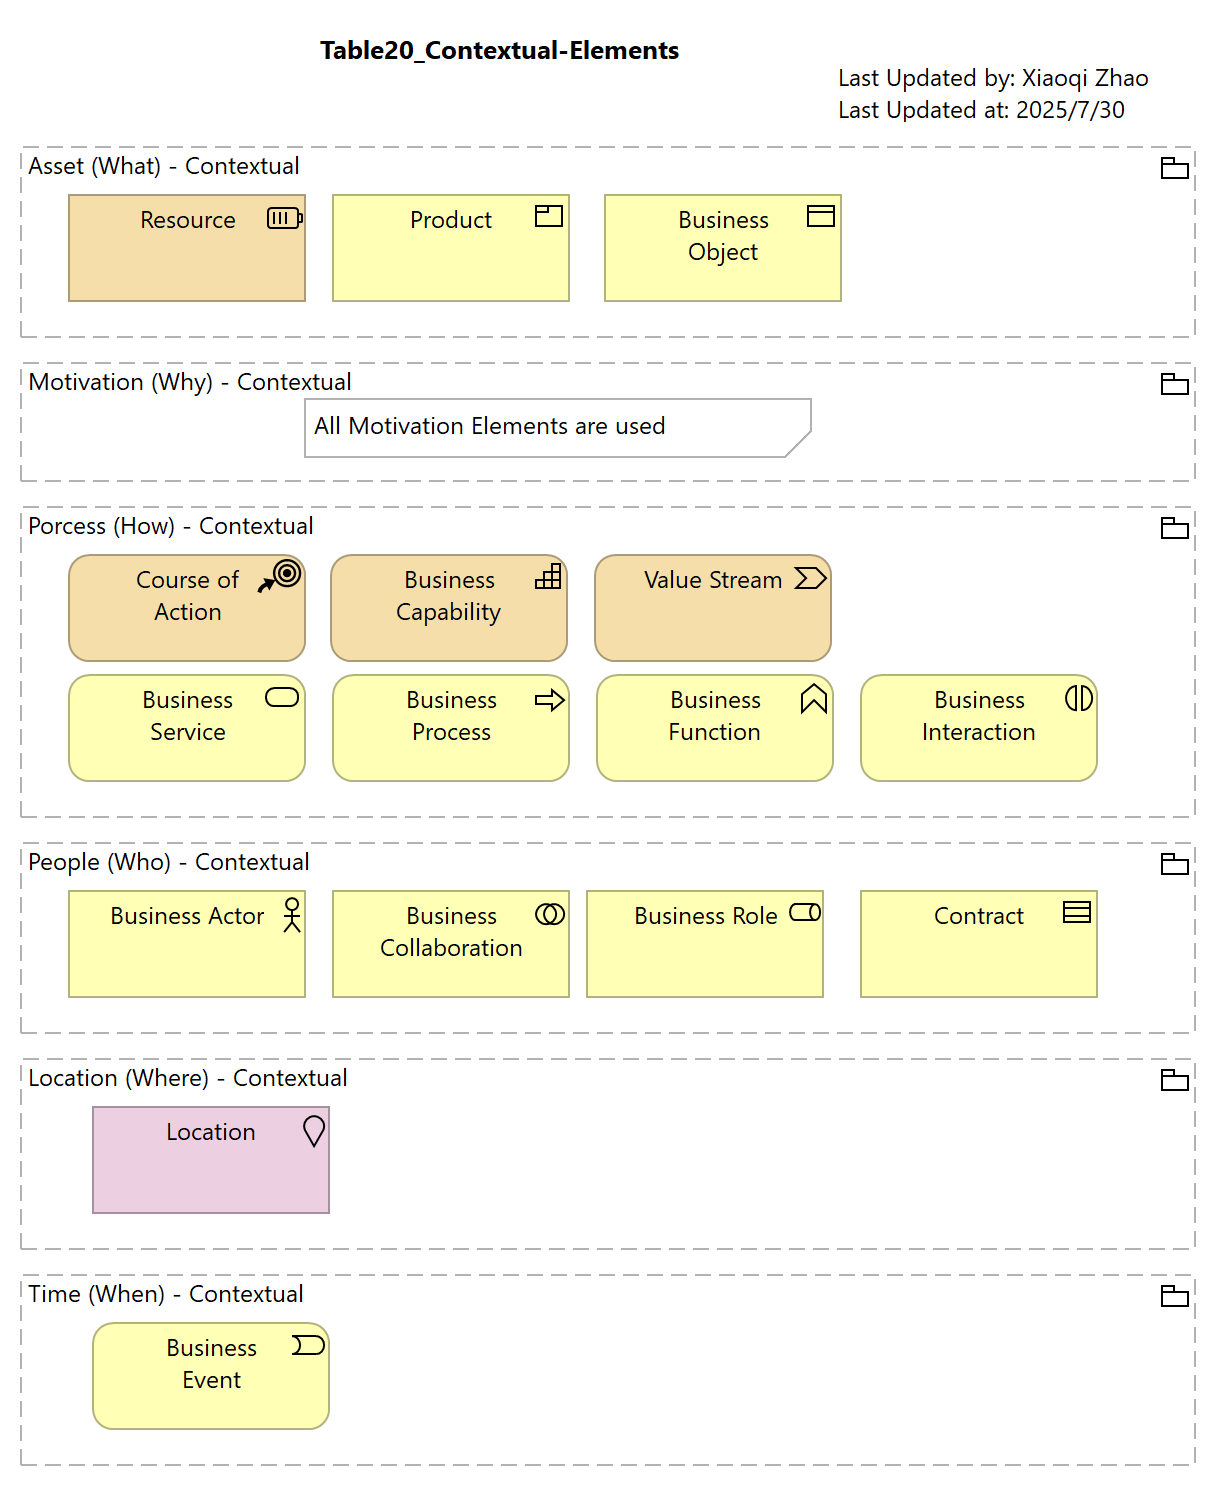 Table20_Contextual-Elements
Last Updated by: Xiaoqi Zhao
Last Updated at: 2025/7/30
Asset (What) - Contextual
Resource
Product
Business
Object
Motivation (Why) - Contextual
All Motivation Elements are used
Porcess (How) - Contextual
Course of
Action
Business
Capability
Value Stream
Business
Service
Business
Process
Business
Function
Business
Interaction
People (Who) - Contextual
Business Actor
Business
Collaboration
Business Role
Contract
Location (Where) - Contextual
Location
Time (When) - Contextual
Business
Event